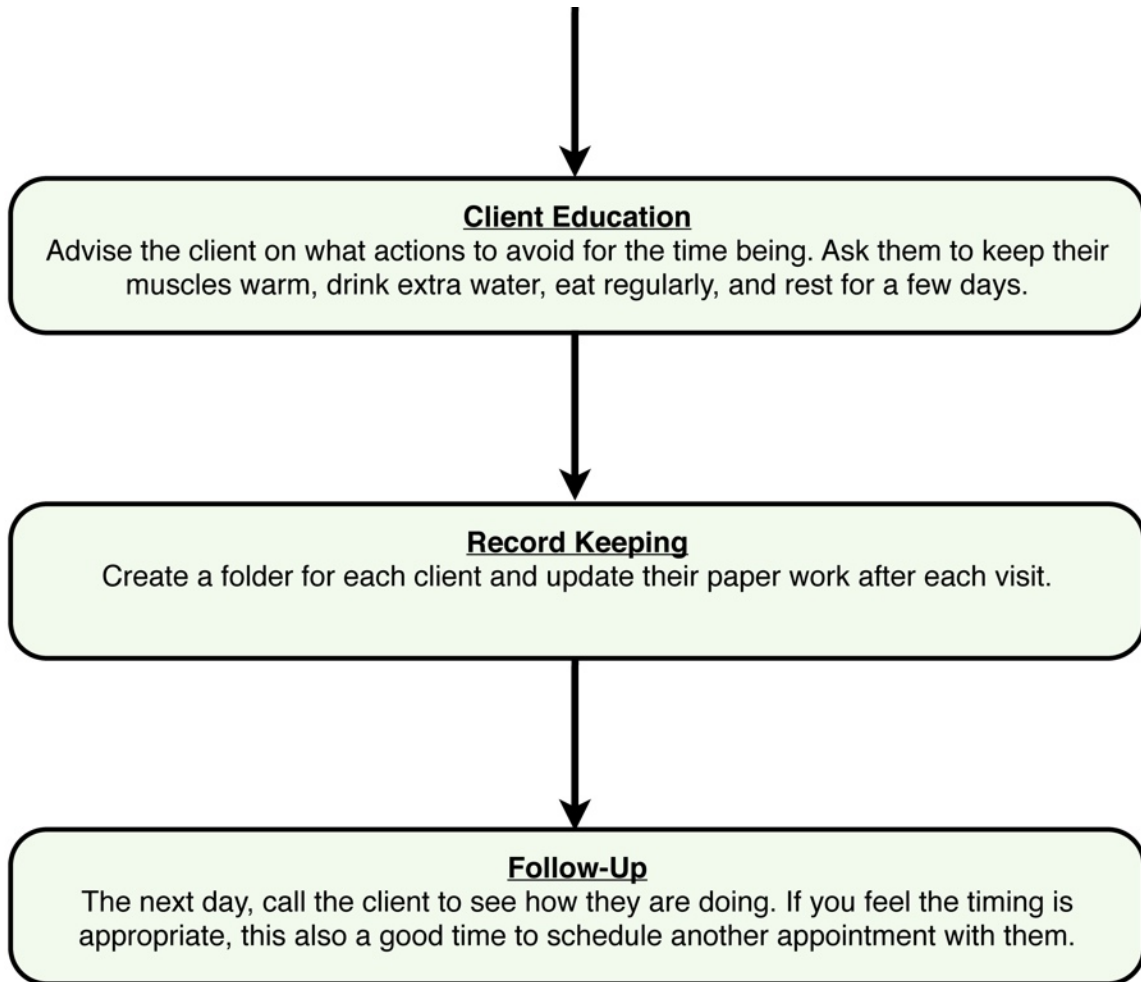 Client Education
Advise the client on what actions to avoid for the time being. Ask them to keep their
muscles warm, drink extra water, eat regularly, and rest for a few days.
Record Keeping
Create a folder for each client and update their paper work after each visit.
Follow-Up
The next day, call the client to see how they are doing. If you feel the timing is
appropriate, this also a good time to schedule another appointment with them.